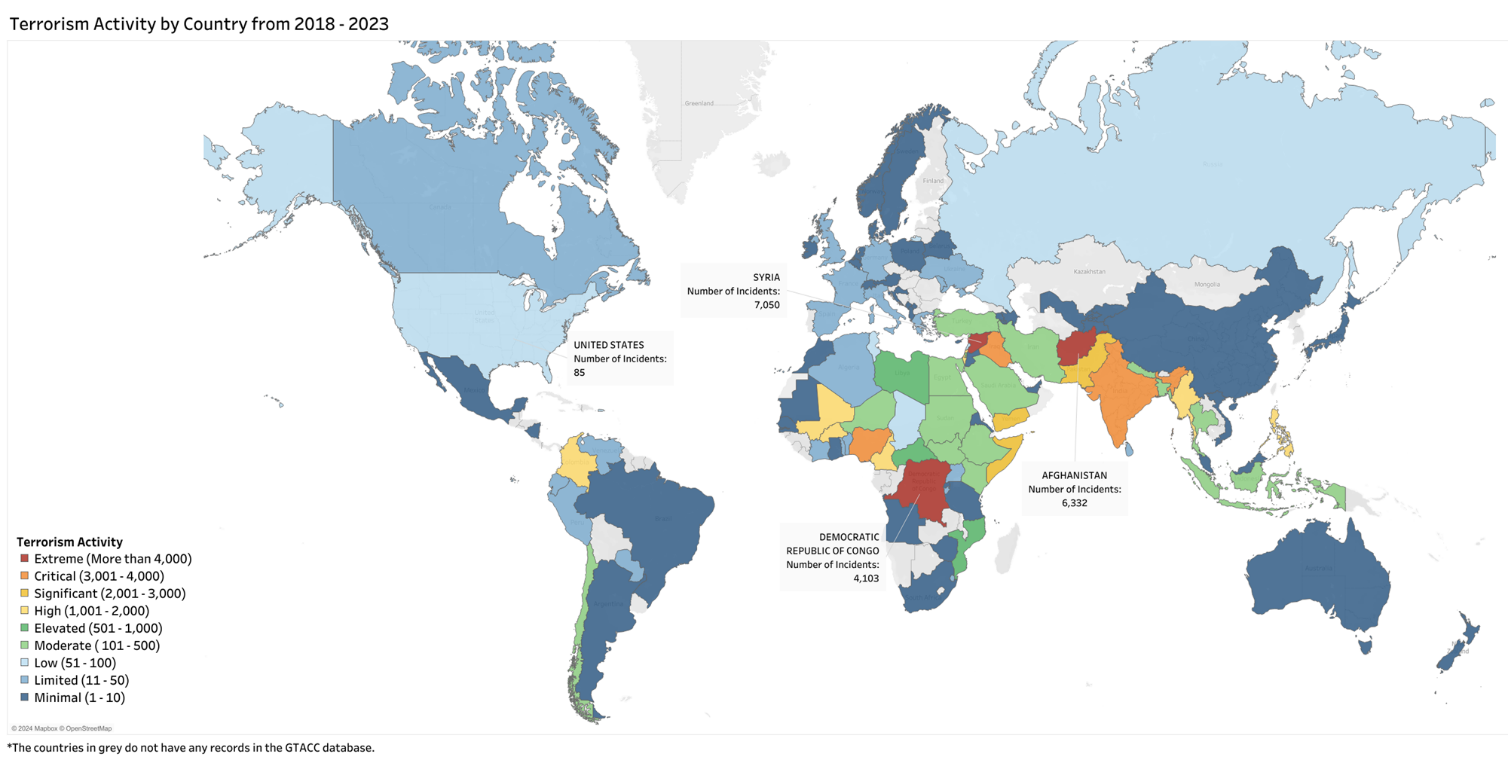 Terrorism Activity by Country from 2018 - 2023
Greenland
Finland
Kazakhstan
Mongolia
SYRIA
Number of Incidents:
7,050
UNITED STATES
Number of Incidents:
85
AFGHANISTAN
Number of Incidents:
6,332
DEMOCRATIC
REPUBLIC OF CONGO
Number of Incidents:
4,103
Terrorism Activity
Extreme (More than 4,000)
Critical (3,001 - 4,000)
Significant (2,001 - 3,000)
High (1,001 - 2,000)
Elevated (501 - 1,000)
Moderate ( 101 - 500)
Low (51 - 100)
Limited (11 - 50)
Minimal (1 - 10)
© 2024 Mapbox © OpenStreetMap
*The countries in grey do not have any records in the GTACC database.